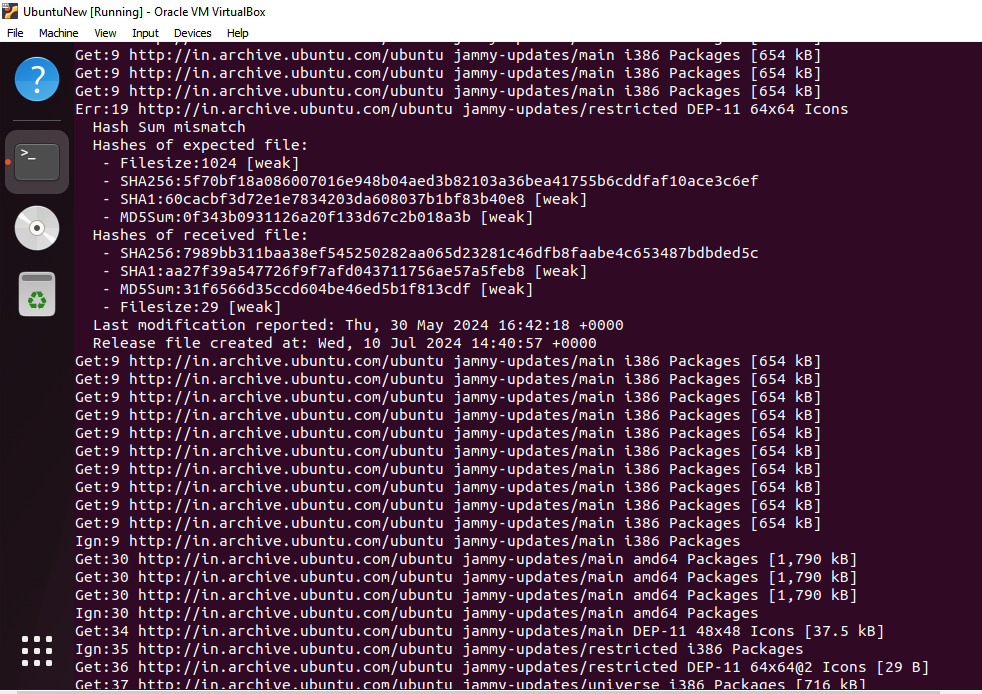 UbuntuNew [Running] - Oracle VM VirtualBox
File Machine View Input Devices Help
Get:9 http://in.archive.ubuntu.com/ubuntu jammy-updates/main i386 Packages [654 kB]
Get:9 http://in.archive.ubuntu.com/ubuntu jammy-updates/main i386 Packages [654 kB]
Get:9 http://in.archive.ubuntu.com/ubuntu jammy-updates/main i386 Packages [654 kB]
Err:19 http://in.archive.ubuntu.com/ubuntu jammy-updates/restricted DEP-11 64x64 Icons
Hash Sum mismatch
Hashes of expected file:
- Filesize:1024 [weak]
- SHA256:5f70bf18a086007016e948b04aed3b82103a36bea41755b6cddfaf10ace3c6ef
- SHA1:60cacbf3d72e1e7834203da608037b1bf83b40e8 [weak]
- MD5Sum:0f343b0931126a20f133d67c2b018a3b [weak]
Hashes of received file:
- SHA256:7989bb311baa38ef545250282aa065d23281c46dfb8faabe4c653487bdbded5c
- SHA1:aa27f39a547726f9f7afd043711756ae57a5feb8 [weak]
- MD5Sum:31f6566d35ccd604be46ed5b1f813cdf [weak]
- Filesize:29 [weak]
Last modification reported: Thu, 30 May 2024 16:42:18 +0000
Release file created at: Wed, 10 Jul 2024 14:40:57 +0000
Get:9 http://in.archive.ubuntu.com/ubuntu jammy-updates/main i386 Packages [654 kB]
Get:9 http://in.archive.ubuntu.com/ubuntu jammy-updates/main i386 Packages [654 kB]
Get:9 http://in.archive.ubuntu.com/ubuntu jammy-updates/main i386 Packages [654 kB]
Get:9 http://in.archive.ubuntu.com/ubuntu jammy-updates/main i386 Packages [654 kB]
Get:9 http://in.archive.ubuntu.com/ubuntu jammy-updates/main i386 Packages [654 kB]
Get:9 http://in.archive.ubuntu.com/ubuntu jammy-updates/main i386 Packages [654 kB]
Get:9 http://in.archive.ubuntu.com/ubuntu jammy-updates/main i386 Packages [654 kB]
Get:9 http://in.archive.ubuntu.com/ubuntu jammy-updates/main i386 Packages [654 kB]
Get:9 http://in.archive.ubuntu.com/ubuntu jammy-updates/main i386 Packages [654 kB]
Get:9 http://in.archive.ubuntu.com/ubuntu jammy-updates/main i386 Packages [654 kB]
Ign:9 http://in.archive.ubuntu.com/ubuntu jammy-updates/main i386 Packages
Get:30 http://in.archive.ubuntu.com/ubuntu jammy-updates/main amd64 Packages [1,790 kB]
Get:30 http://in.archive.ubuntu.com/ubuntu jammy-updates/main amd64 Packages [1,790 kB]
Get:30 http://in.archive.ubuntu.com/ubuntu jammy-updates/main amd64 Packages [1,790 kB]
Ign:30 http://in.archive.ubuntu.com/ubuntu jammy-updates/main amd64 Packages
Get:34 http://in.archive.ubuntu.com/ubuntu jammy-updates/main DEP-11 48x48 Icons [37.5 kB]
Ign:35 http://in.archive.ubuntu.com/ubuntu jammy-updates/restricted i386 Packages
Get:36 http://in.archive.ubuntu.com/ubuntu jammy-updates/restricted DEP-11 64x64@2 Icons [29 B]
Get:37 http://in.archive.ubuntu.com/ubuntu jammy-updates/universe i386 Packages [716 kB]